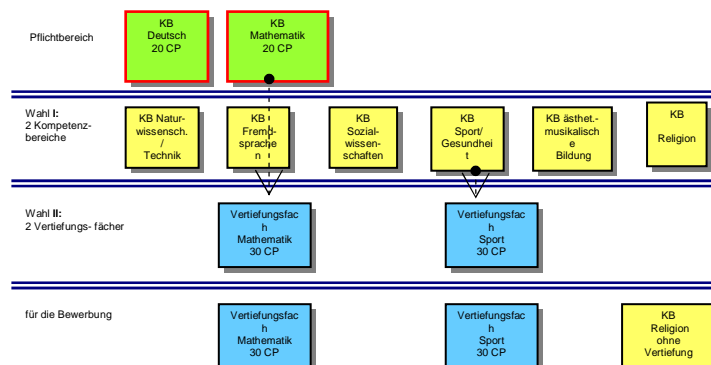 Pflichtbereich
KB
Deutsch
20 CP
KB
Mathematik
20 CP
Wahl I:
2 Kompetenz-
bereiche
KB Natur-
wissensch.
/
Technik
KB
Fremd-
sprache
n
KB
Sozial-
wissen-
schaften
KB
Sport/
Gesundhei
t
KB ästhet.-
musikalisch
e
Bildung
KB
Religion
Wahl II:
2 Vertiefungs- fächer
Vertiefungsfac
h
Mathematik
30 CP
Vertiefungsfac
h
Sport
30 CP
für die Bewerbung
Vertiefungsfac
h
Mathematik
30 CP
Vertiefungsfac
h
Sport
30 CP
KB
Religion
ohne
Vertiefung